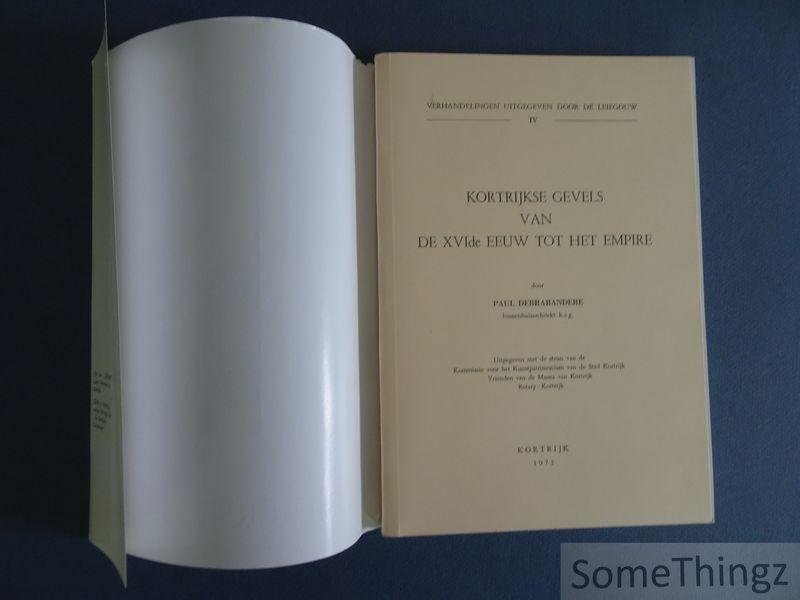 VERHANDELINGEN UITGEGEVEN DOOR DE LEIEGOUW
IV
KORTRIJKSE GEVELS
VAN
DE XVIde EEUW TOT HET EMPIRE
door
PAUL DEBRABANDERE
binnenhuisarchitekt k.o.g.
Uitgegeven met de steun van de
Kommissie voor het Kunstpatrimonium van de Stad Kortrijk
Vrienden van de Musea van Kortrijk
Rotary - Kortrijk
KORTRIJK
1973
SomeThingz